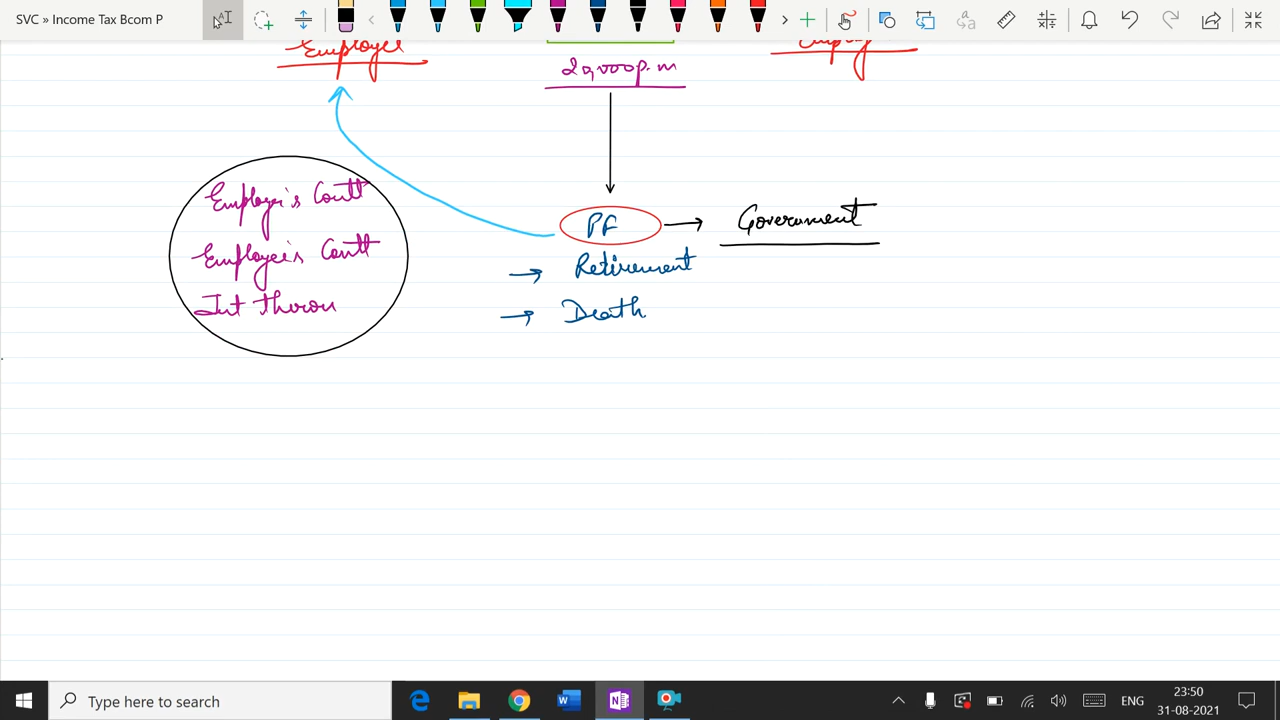 SVC » Income Tax Bcom P
Employee
20,000p.m
PF → Government
→ Retirement
→ Death
Employer's Contt
Employee's Contt
Int thereon
Type here to search
ENG
23:50
31-08-2021